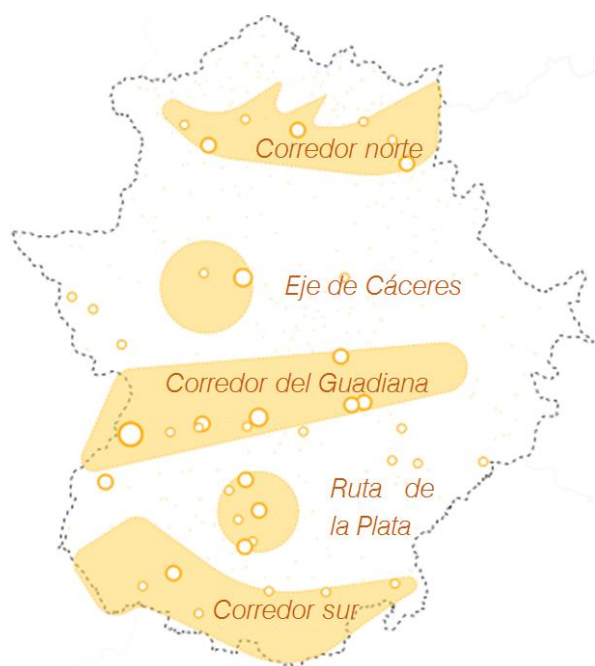 Corredor norte
Eje de Cáceres
Corredor del Guadiana
Ruta de
la Plata
Corredor sur